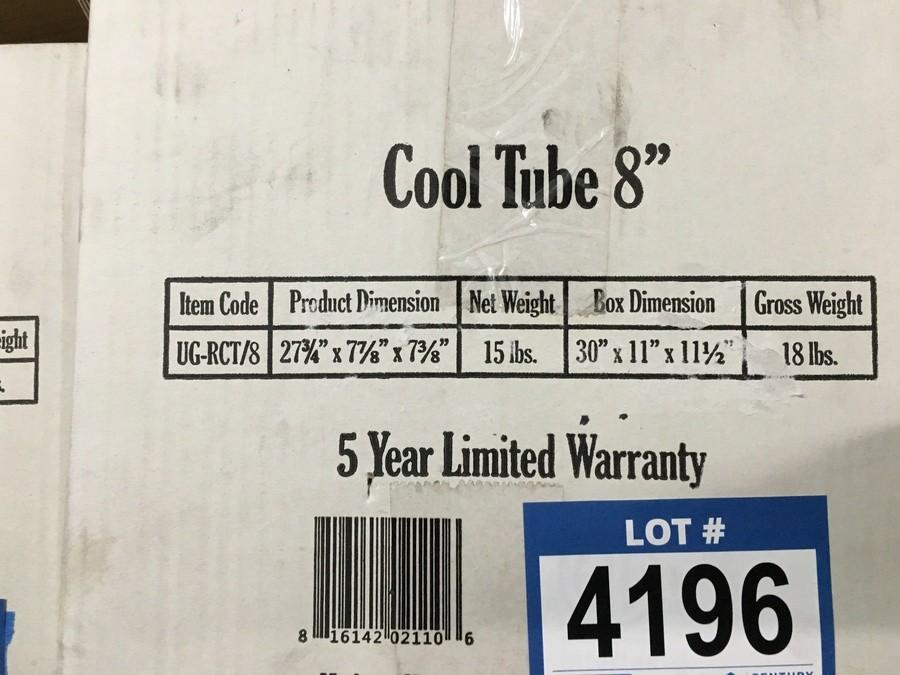 Cool Tube 8”
Item Code Product Dimension Net Weight Box Dimension Gross Weight
UG-RCT/8 27¾” x 7⅞” x 7⅜” 15 lbs. 30” x 11” x 11½” 18 lbs.
5 Year Limited Warranty
8 16142 02110 6
LOT #
4196